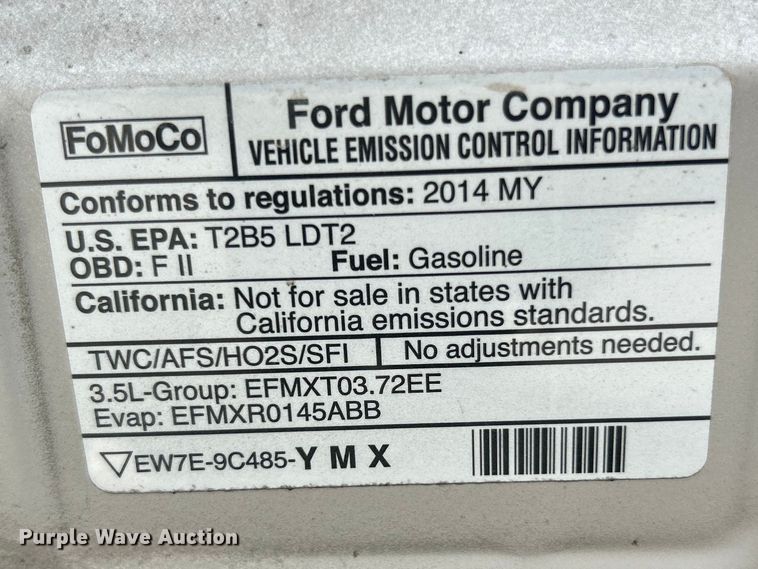 FoMoCo
Ford Motor Company
VEHICLE EMISSION CONTROL INFORMATION
Conforms to regulations: 2014 MY
U.S. EPA: T2B5 LDT2
OBD: F II Fuel: Gasoline
California: Not for sale in states with
California emissions standards.
TWC/AFS/HO2S/SFI No adjustments needed.
3.5L-Group: EFMXT03.72EE
Evap: EFMXR0145ABB
▽EW7E-9C485-Y M X
Purple Wave Auction